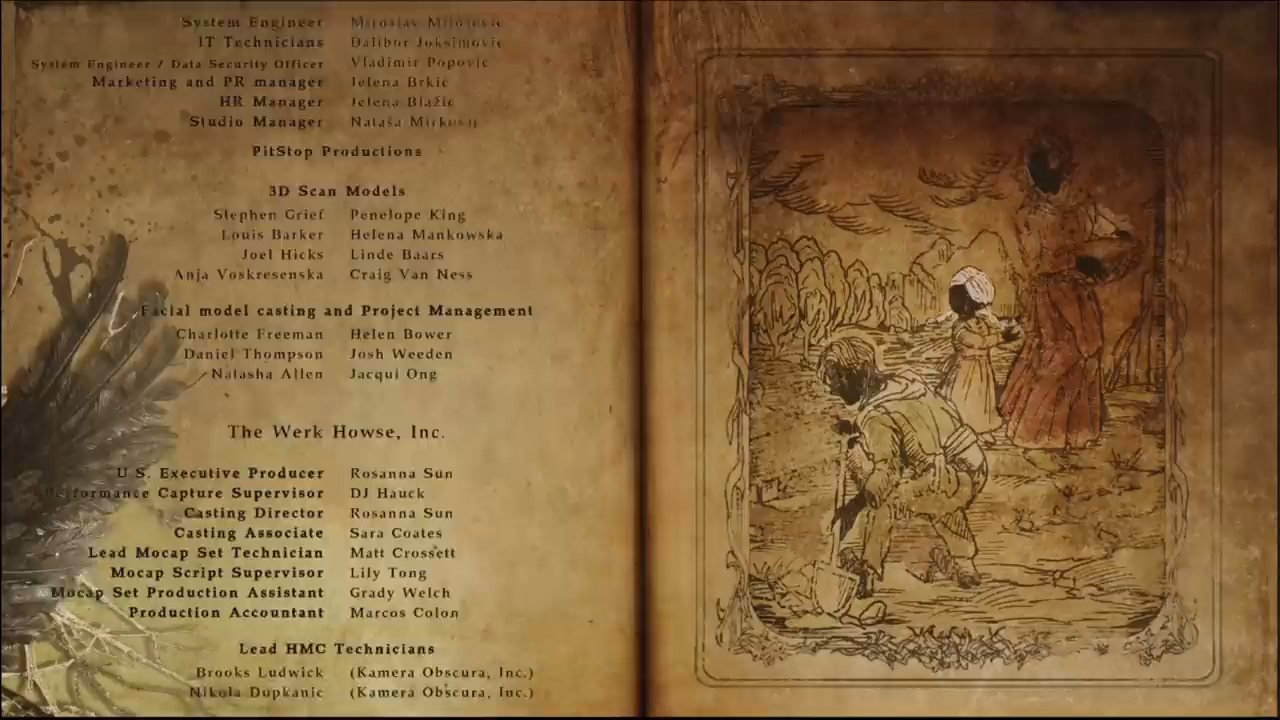 System Engineer Miroslav Milojevic
IT Technicians Dalibor Joksimovic
System Engineer / Data Security Officer Vladimir Popovic
Marketing and PR manager Jelena Brkic
HR Manager Jelena Blažic
Studio Manager Nataša Mirkovic
PitStop Productions
3D Scan Models
Stephen Grief Penelope King
Louis Barker Helena Mankowska
Joel Hicks Linde Baars
Anja Voskresenska Craig Van Ness
Facial model casting and Project Management
Charlotte Freeman Helen Bower
Daniel Thompson Josh Weeden
Natasha Allen Jacqui Ong
The Werk Howse, Inc.
U.S. Executive Producer Rosanna Sun
Performance Capture Supervisor DJ Hauck
Casting Director Rosanna Sun
Casting Associate Sara Coates
Lead Mocap Set Technician Matt Crossett
Mocap Script Supervisor Lily Tong
Mocap Set Production Assistant Grady Welch
Production Accountant Marcos Colon
Lead HMC Technicians
Brooks Ludwick (Kamera Obscura, Inc.)
Nikola Dupkanic (Kamera Obscura, Inc.)